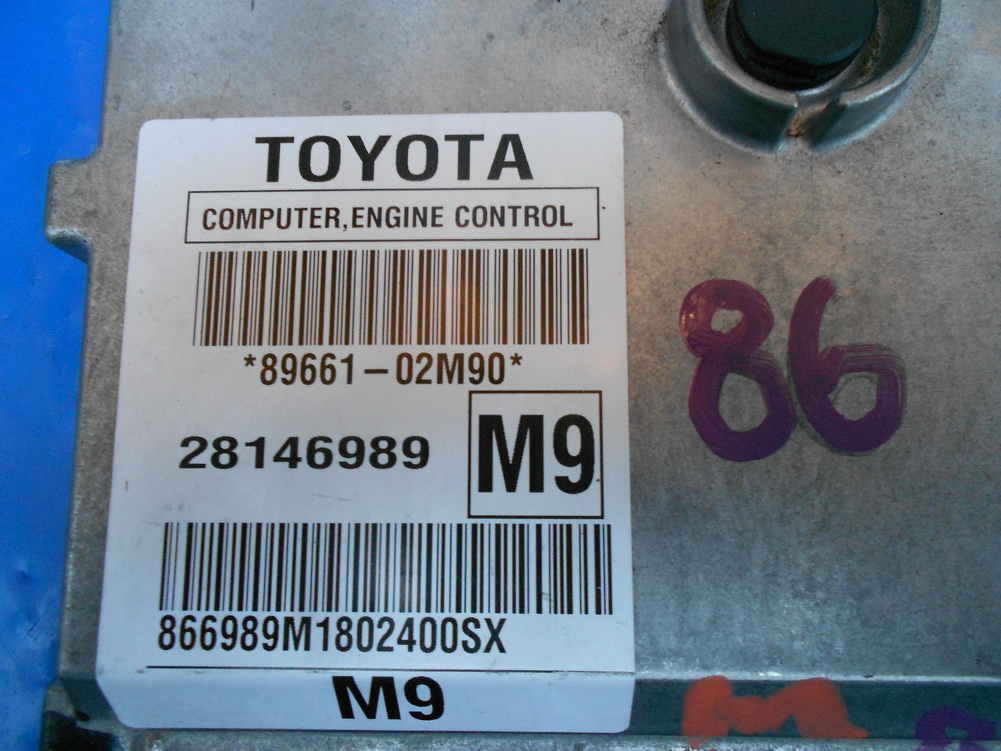 TOYOTA
COMPUTER,ENGINE CONTROL
*89661-02M90*
86
28146989
M9
866989M1802400SX
M9
M